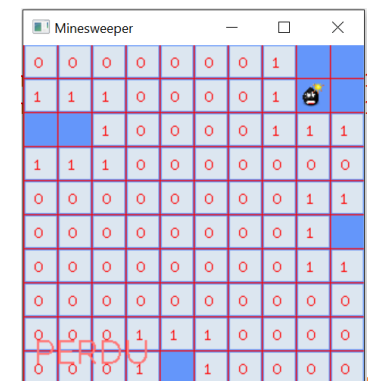 Minesweeper
0 0 0 0 0 0 0 1
1 1 1 0 0 0 0 1
1 0 0 0 0 1 1 1
1 1 1 0 0 0 0 0 0 0
0 0 0 0 0 0 0 0 1 1
0 0 0 0 0 0 0 0 1
0 0 0 0 0 0 0 0 1 1
0 0 0 0 0 0 0 0 0 0
0 0 0 1 1 1 0 0 0 0
PERDU
0 0 0 1 1 0 0 0 0